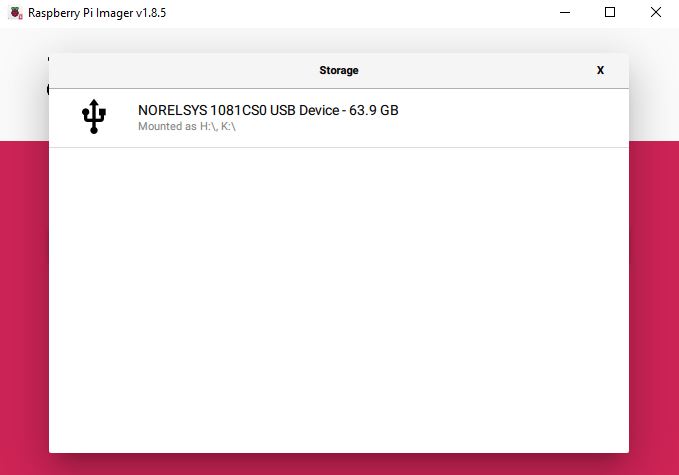 Raspberry Pi Imager v1.8.5
Storage
X
NORELSYS 1081CS0 USB Device - 63.9 GB
Mounted as H:\, K:\